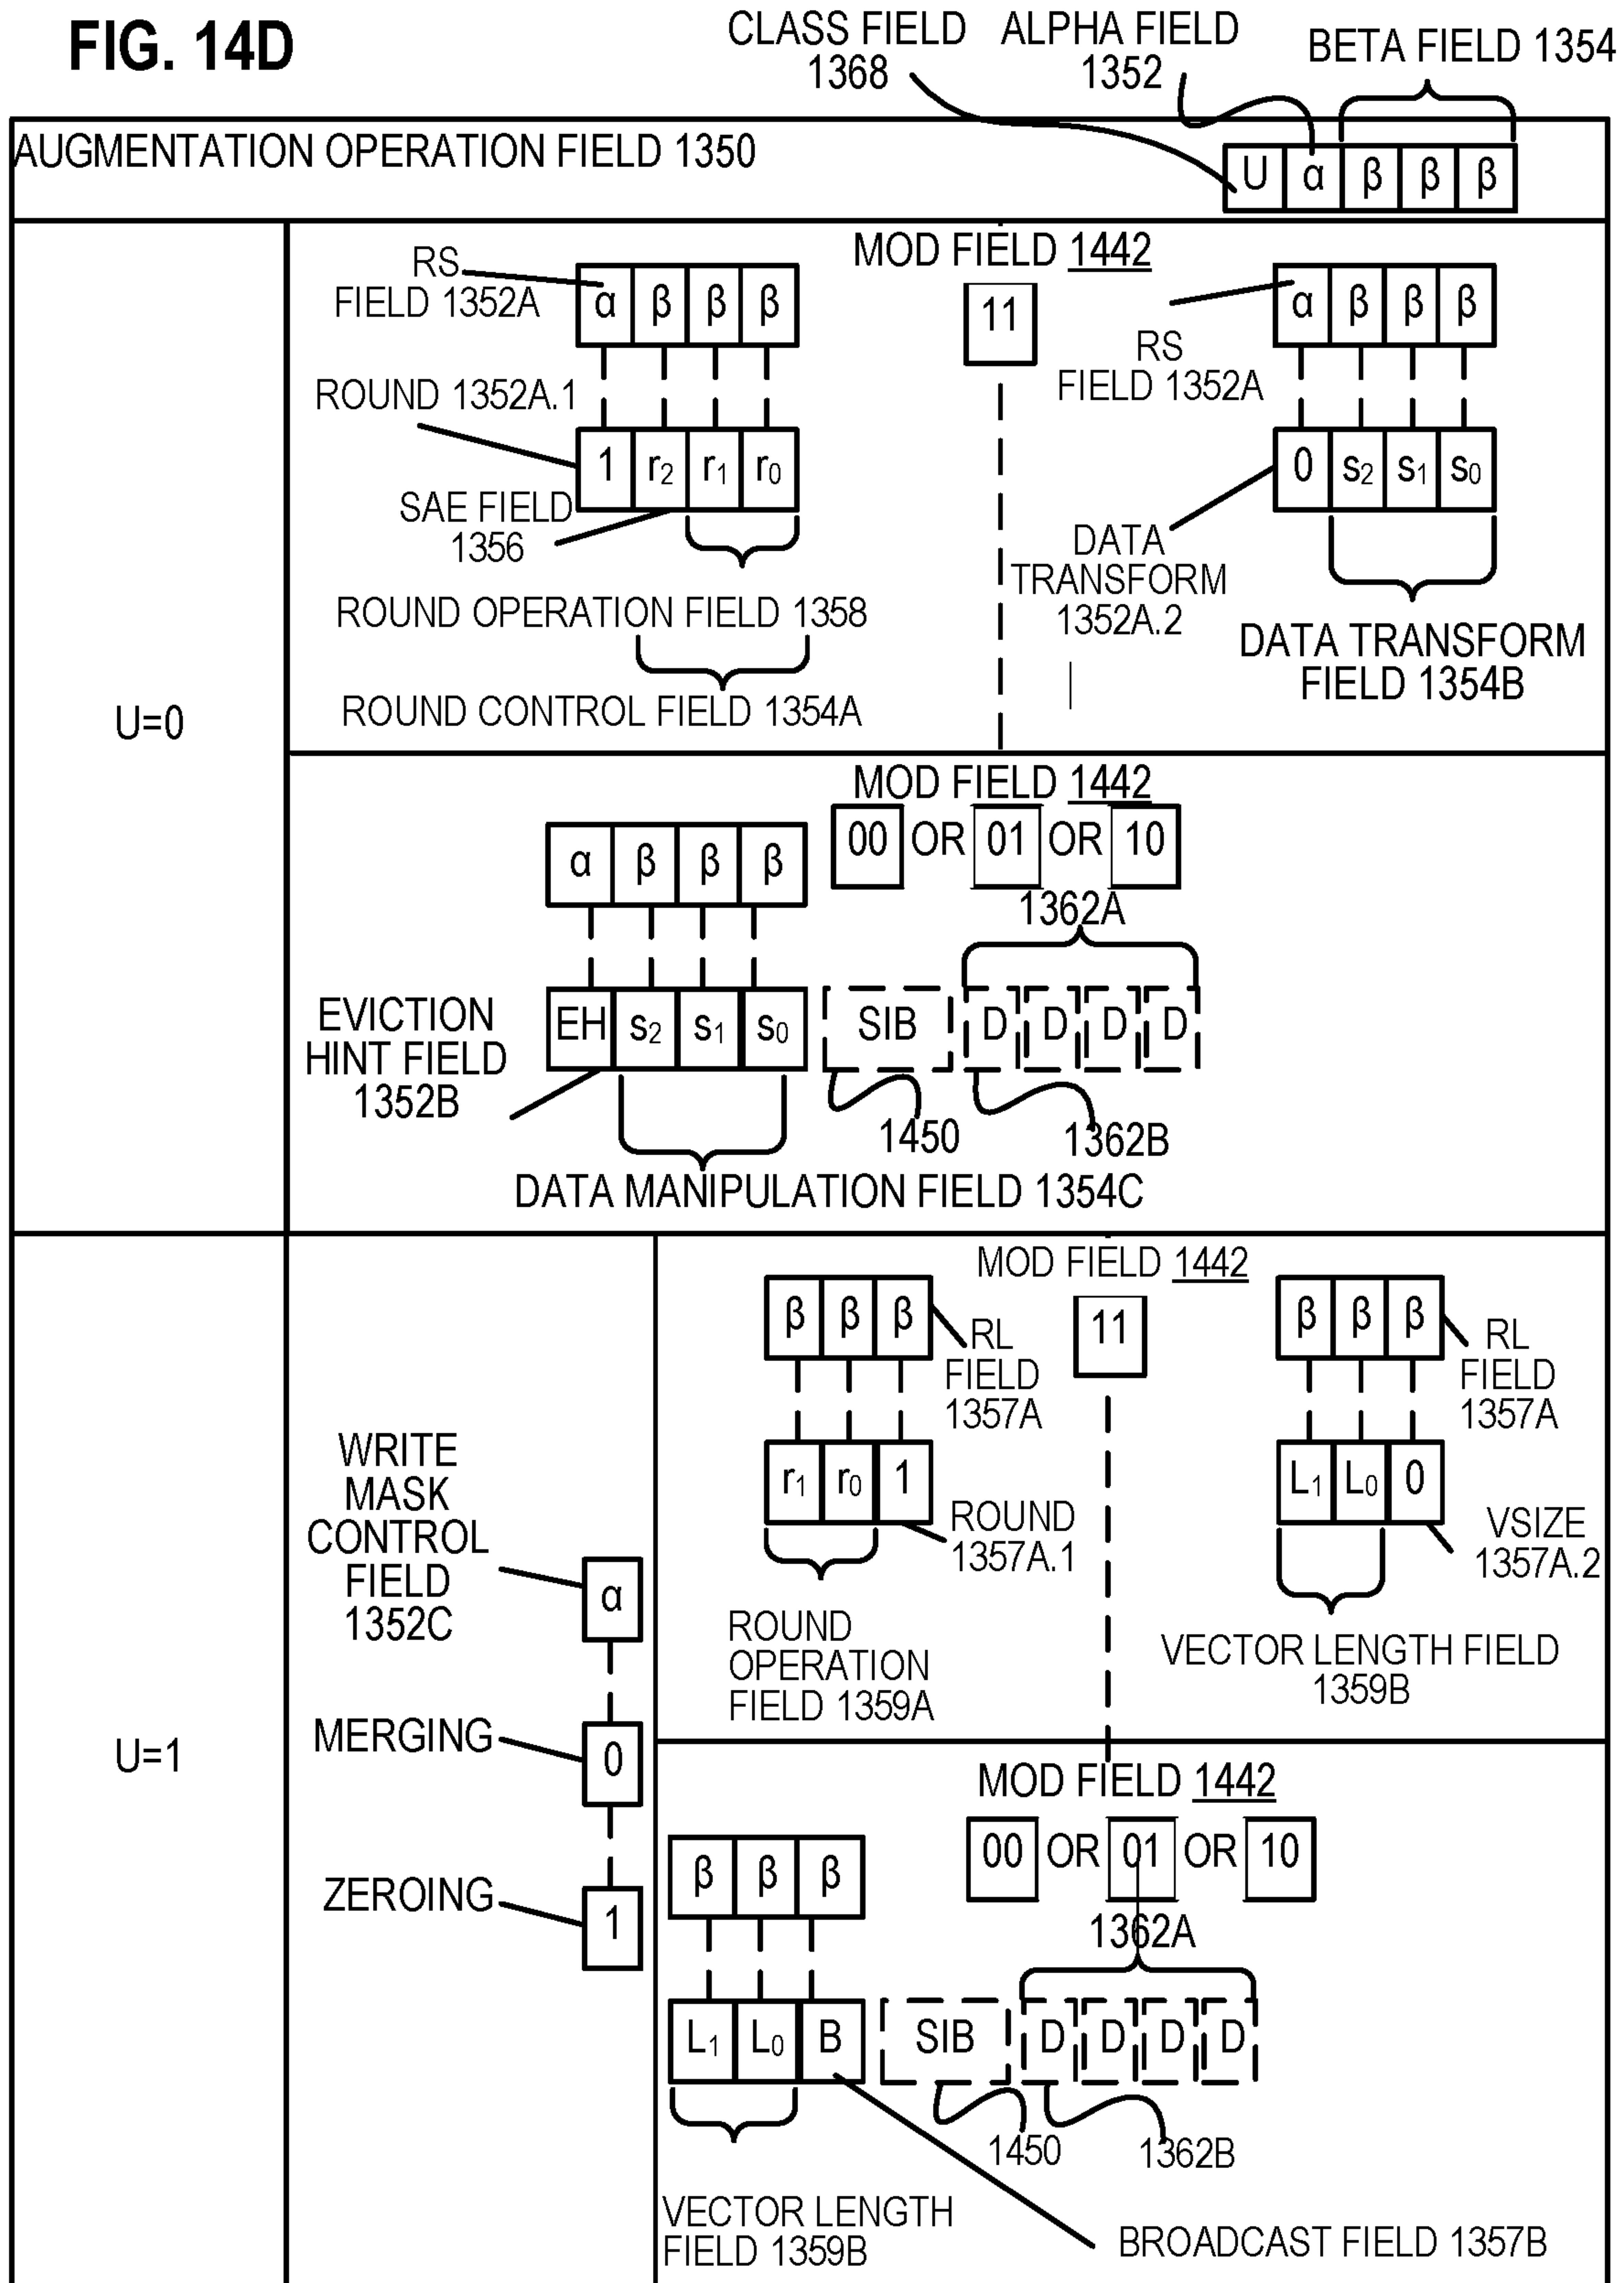 FIG. 14D
CLASS FIELD 1368
ALPHA FIELD 1352
BETA FIELD 1354
AUGMENTATION OPERATION FIELD 1350
U α β β β
U=0
MOD FIELD 1442
11
RS
FIELD 1352A
α β β β
ROUND 1352A.1
1 r2 r1 r0
SAE FIELD
1356
ROUND OPERATION FIELD 1358
ROUND CONTROL FIELD 1354A
α β β β
RS
FIELD 1352A
0 s2 s1 s0
DATA
TRANSFORM
1352A.2
DATA TRANSFORM
FIELD 1354B
MOD FIELD 1442
00 OR 01 OR 10
α β β β
1362A
EVICTION
HINT FIELD
1352B
EH s2 s1 s0 SIB D D D D
1450
1362B
DATA MANIPULATION FIELD 1354C
U=1
WRITE
MASK
CONTROL
FIELD
1352C
α
MERGING
0
ZEROING
1
MOD FIELD 1442
11
β β β
RL
FIELD
1357A
r1 r0 1
ROUND
1357A.1
ROUND
OPERATION
FIELD 1359A
β β β
RL
FIELD
1357A
L1 L0 0
VSIZE
1357A.2
VECTOR LENGTH FIELD
1359B
MOD FIELD 1442
00 OR 01 OR 10
β β β
1362A
L1 L0 B SIB D D D D
1450
1362B
VECTOR LENGTH
FIELD 1359B
BROADCAST FIELD 1357B